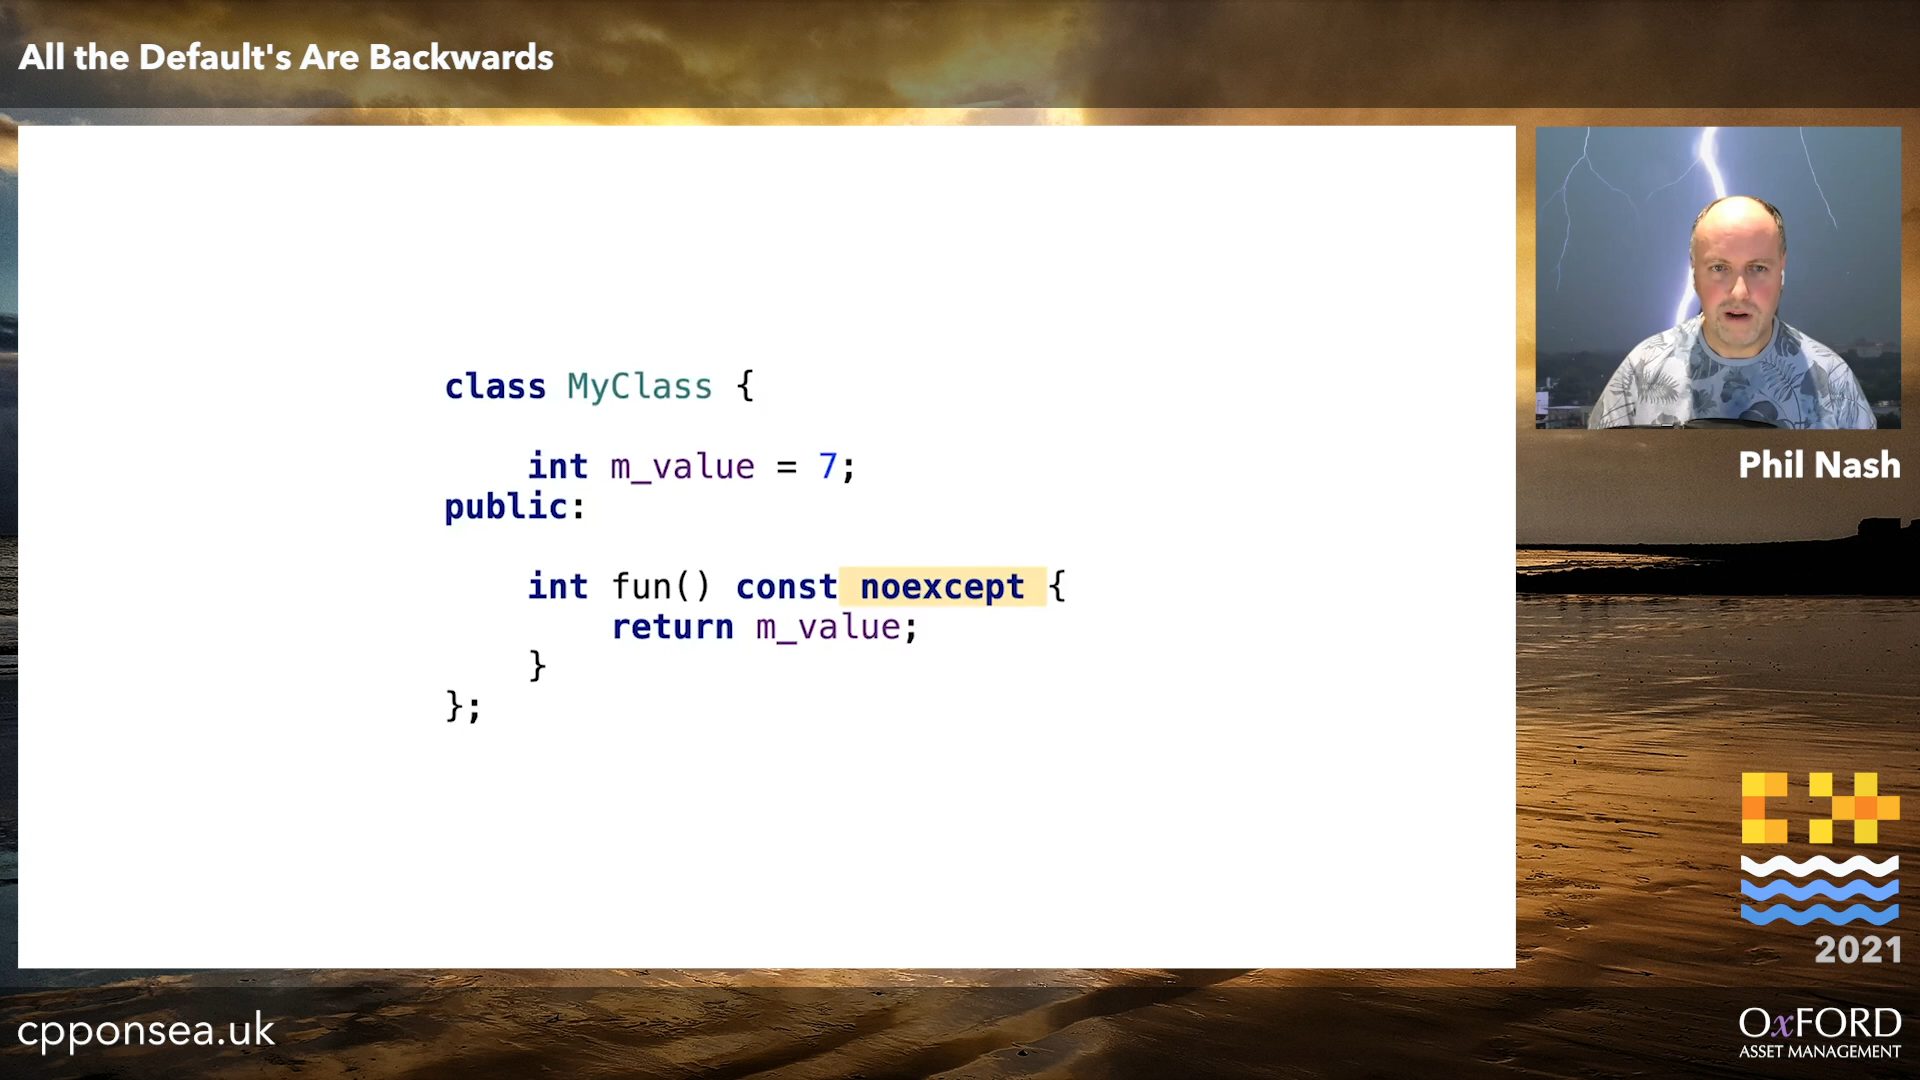 All the Default's Are Backwards
class MyClass {
int m_value = 7;
public:
int fun() const noexcept {
return m_value;
}
};
Phil Nash
C++
2021
cpponsea.uk
OxFORD
ASSET MANAGEMENT